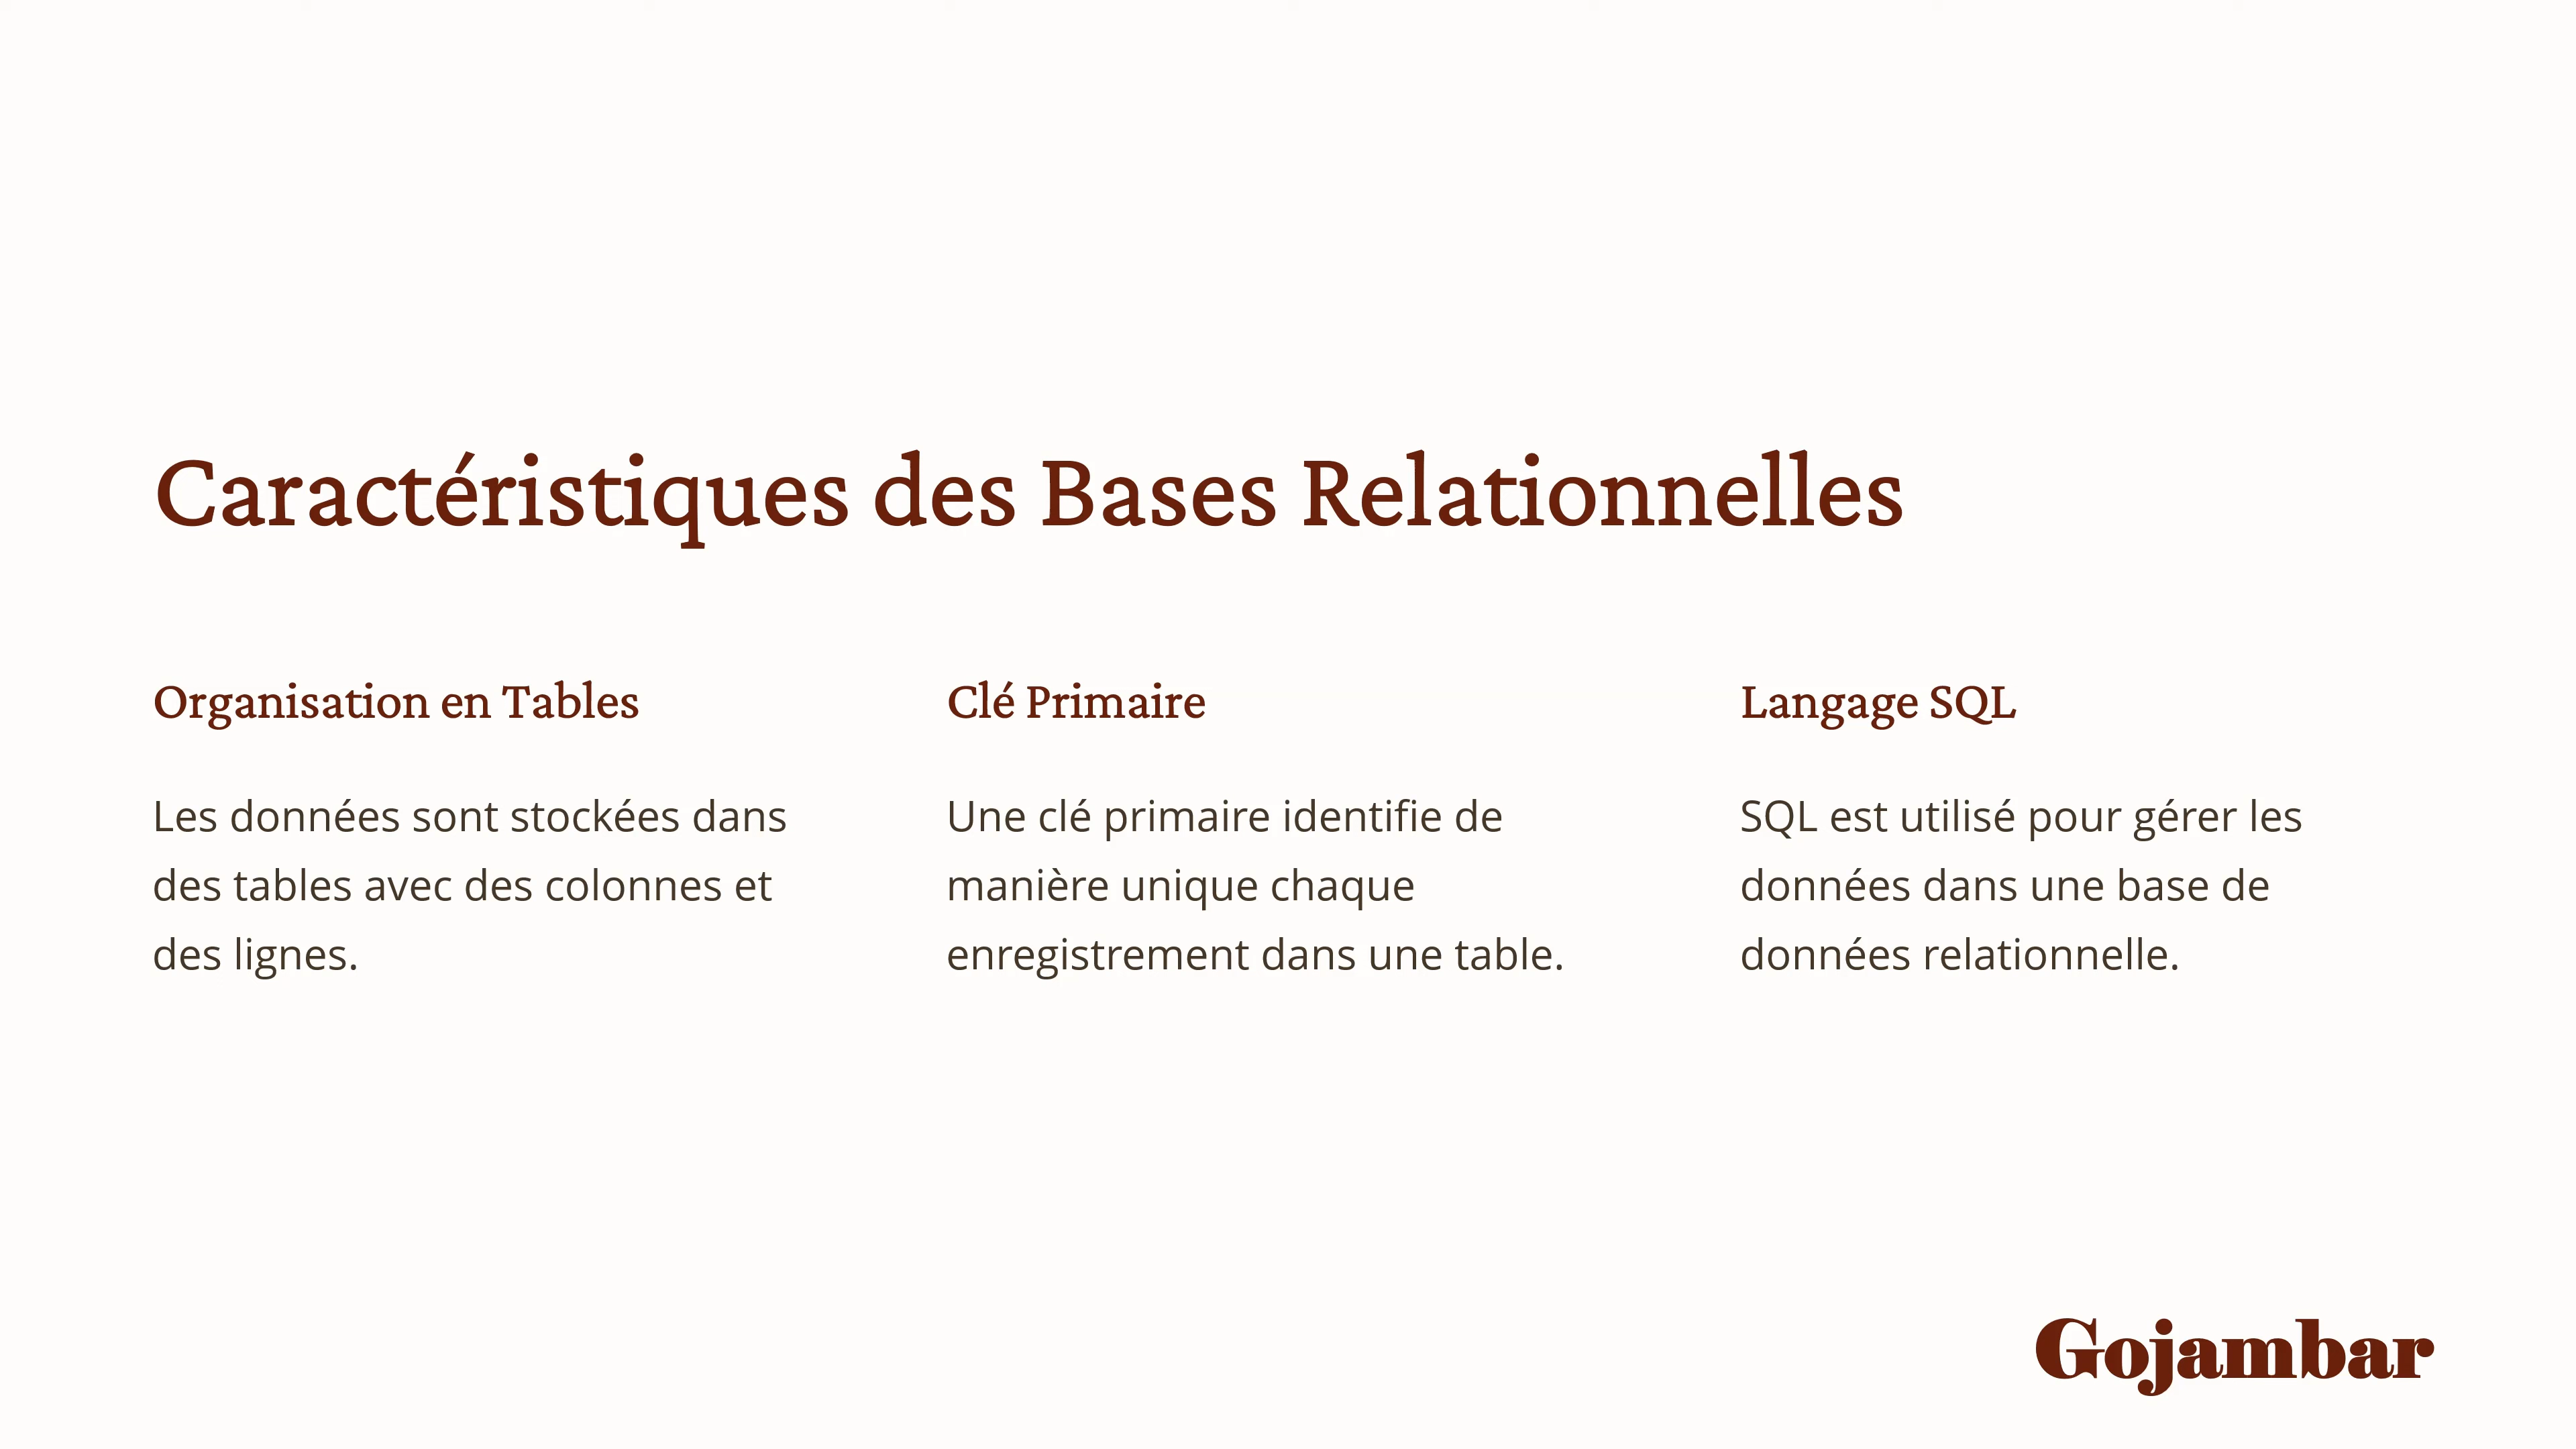 Caractéristiques des Bases Relationnelles
Organisation en Tables
Les données sont stockées dans
des tables avec des colonnes et
des lignes.
Clé Primaire
Une clé primaire identifie de
manière unique chaque
enregistrement dans une table.
Langage SQL
SQL est utilisé pour gérer les
données dans une base de
données relationnelle.
Gojambar